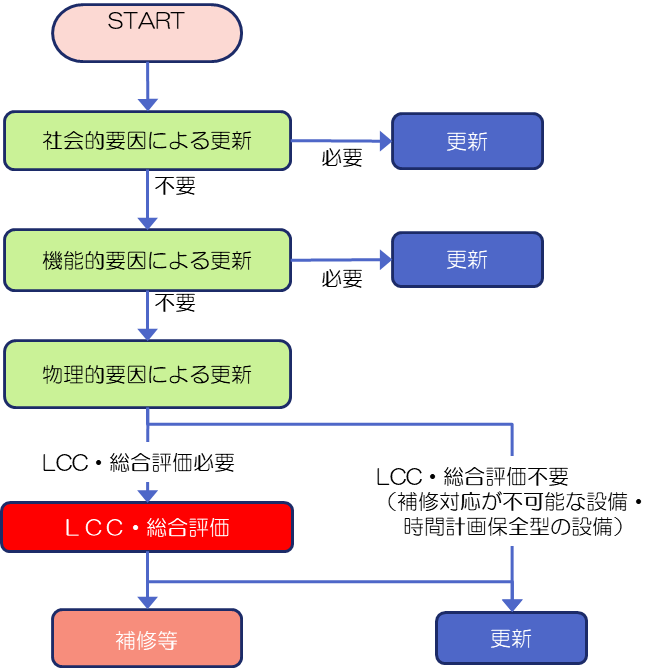 START
社会的要因による更新
必要
更新
不要
機能的要因による更新
必要
更新
不要
物理的要因による更新
LCC・総合評価必要
LCC・総合評価不要
（補修対応が不可能な設備・
時間計画保全型の設備）
ＬＣＣ・総合評価
補修等
更新